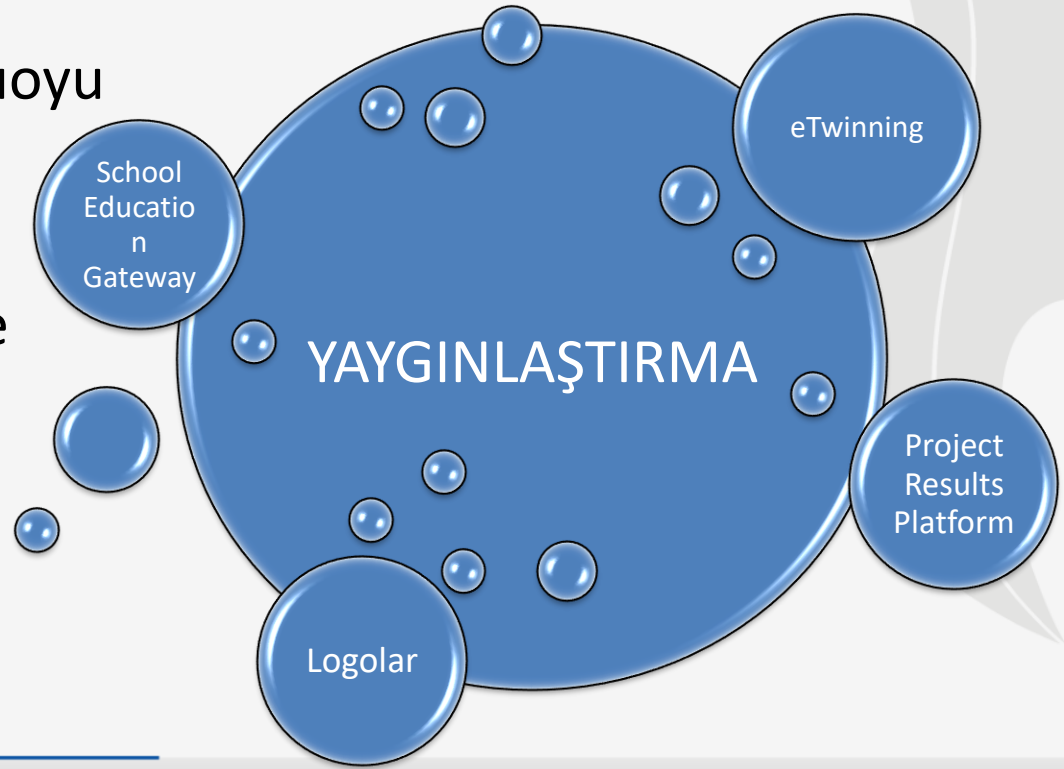 uoyu
School
Educatio
n
Gateway
eTwinning
e
YAYGINLAŞTIRMA
Project
Results
Platform
Logolar